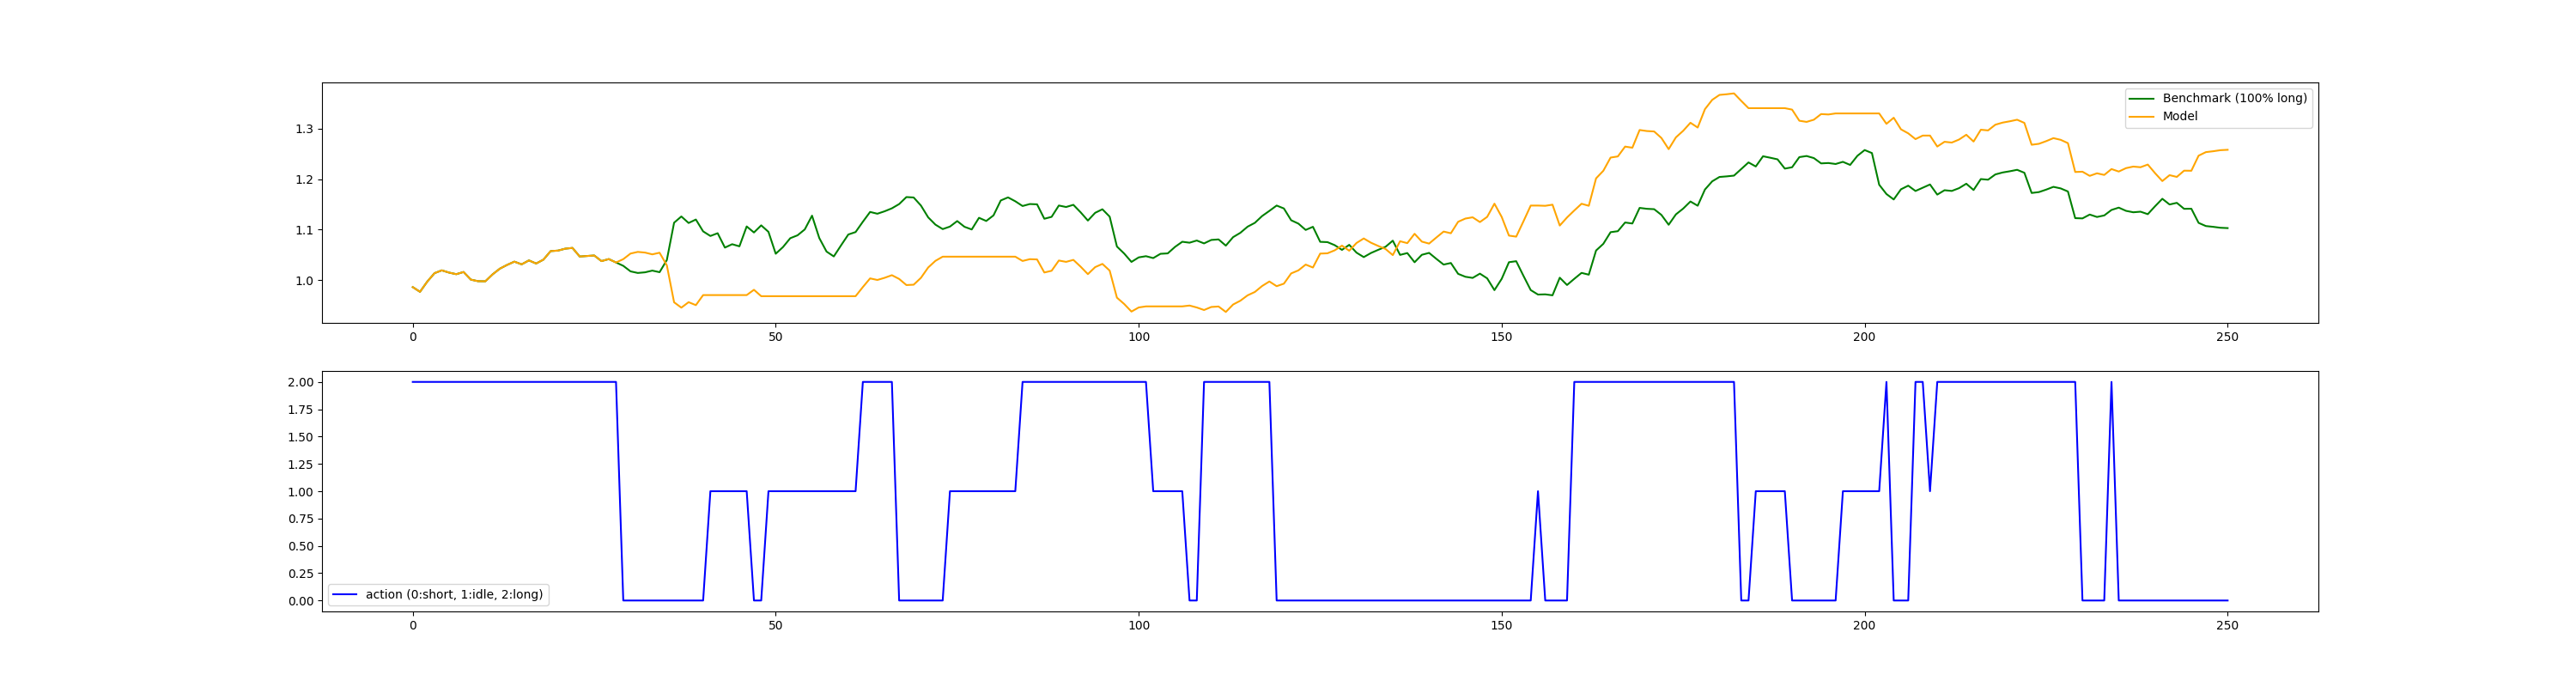 Benchmark (100% long)
Model
1.3
1.2
1.1
1.0
0 50 100 150 200 250
2.00
1.75
1.50
1.25
1.00
0.75
0.50
0.25
0.00
action (0:short, 1:idle, 2:long)
0 50 100 150 200 250